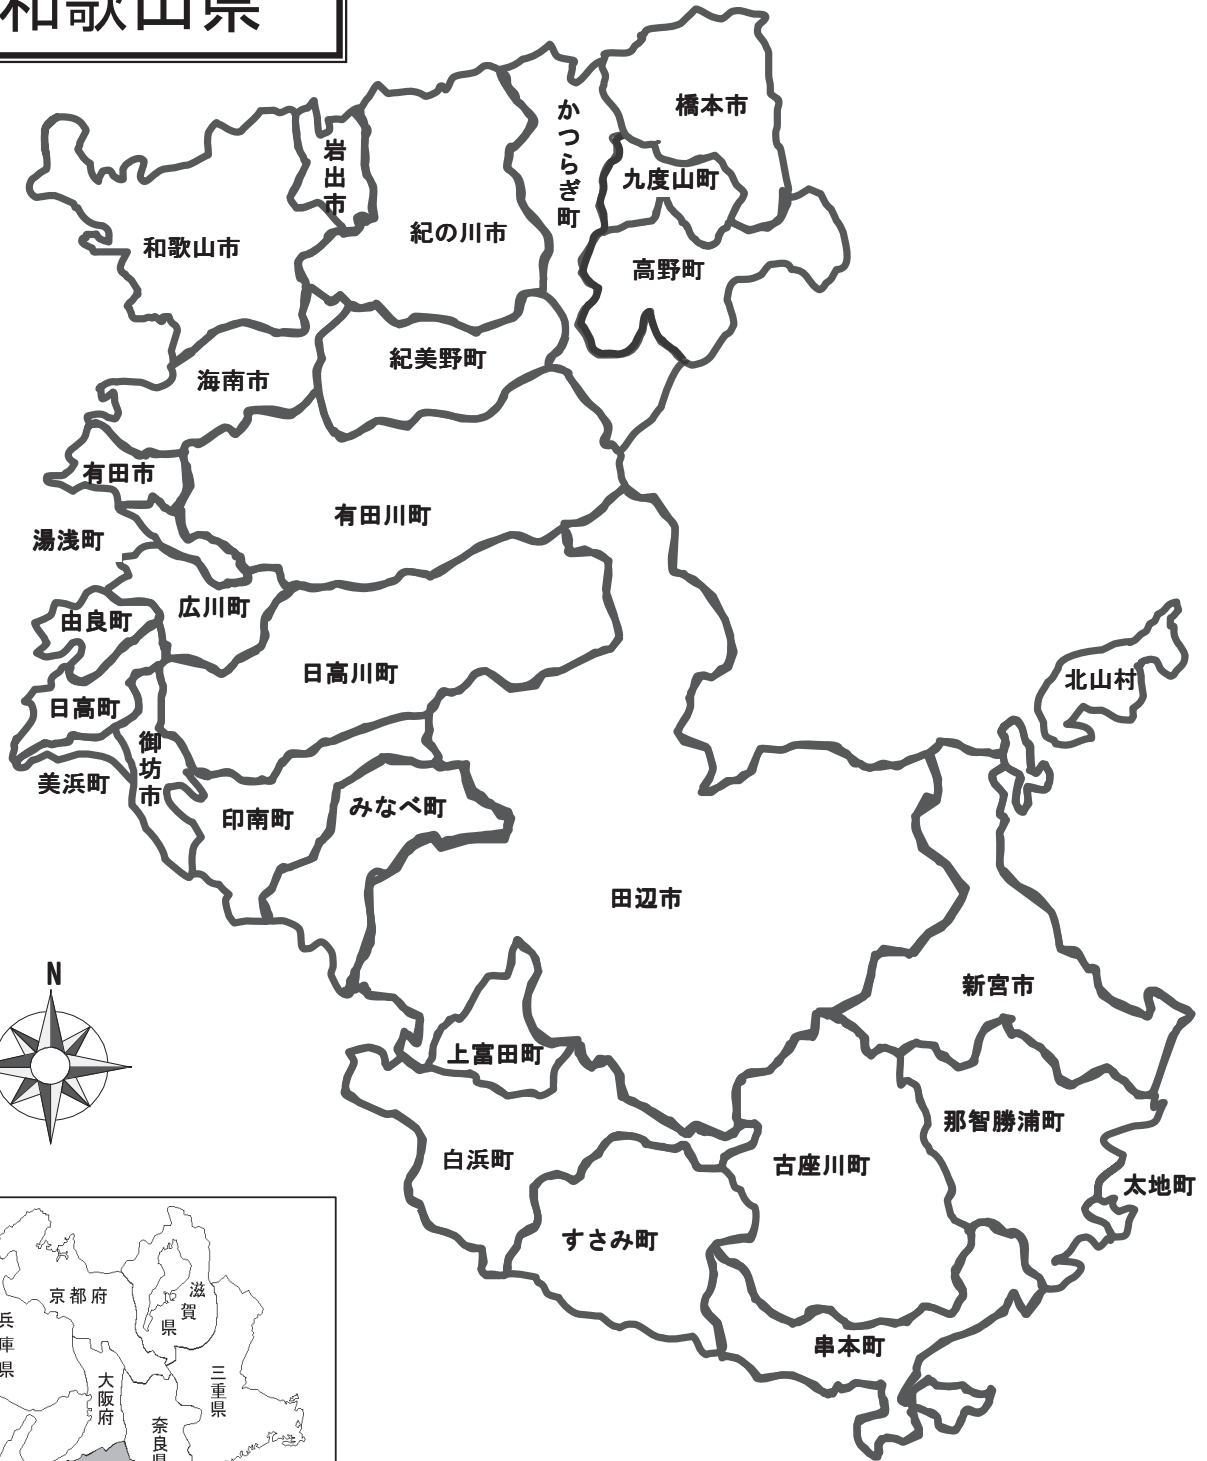 和歌山県
橋本市
かつらぎ町
岩出市
九度山町
紀の川市
和歌山市
高野町
紀美野町
海南市
有田市
有田川町
湯浅町
広川町
由良町
日高川町
北山村
日高町
御坊市
美浜町
みなべ町
印南町
田辺市
N
新宮市
上富田町
那智勝浦町
白浜町
古座川町
太地町
すさみ町
串本町
京都府
滋賀県
兵庫県
大阪府
三重県
奈良県